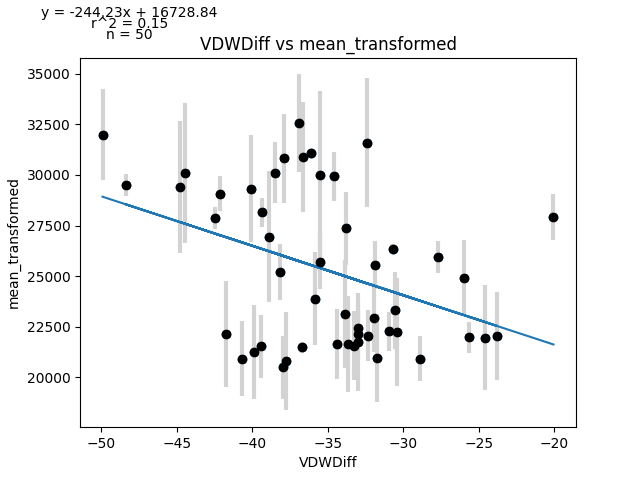 y = -244.23x + 16728.84
r^2 = 0.15
n = 50
VDWDiff vs mean_transformed
35000
32500
30000
27500
25000
22500
20000
mean_transformed
−50
−45
−40
−35
−30
−25
−20
VDWDiff